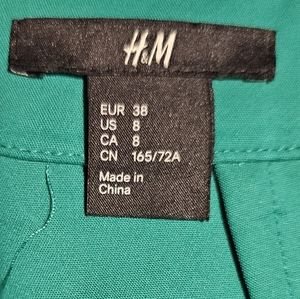 H&M
EUR 38
US 8
CA 8
CN 165/72A
Made in
China